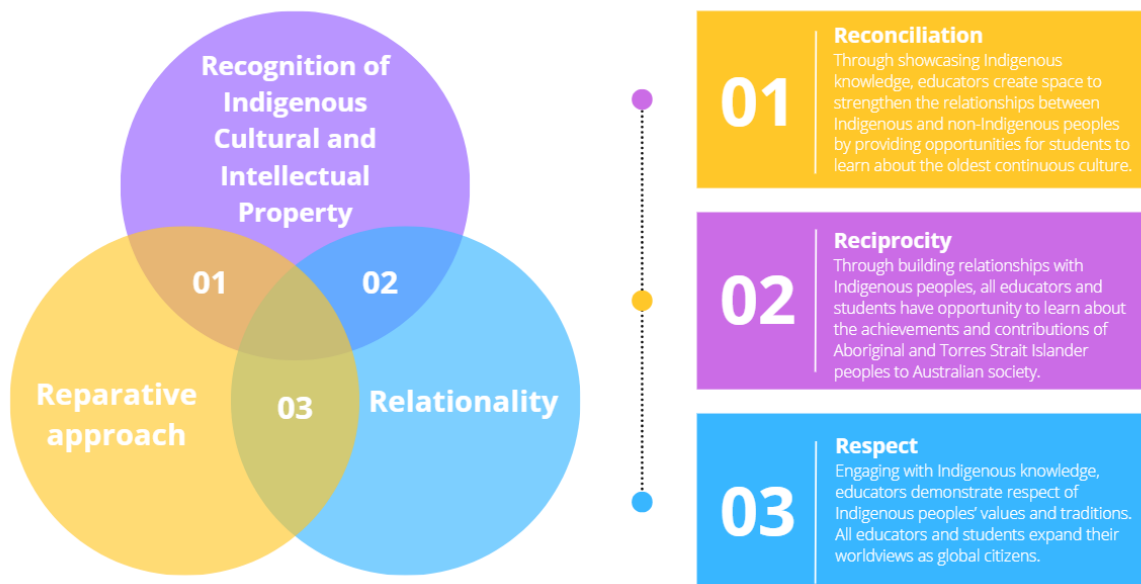 Recognition of
Indigenous
Cultural and
Intellectual
Property
01
02
Reparative
approach
03
Relationality
01
Reconciliation
Through showcasing Indigenous
knowledge, educators create space to
strengthen the relationships between
Indigenous and non-Indigenous peoples
by providing opportunities for students to
learn about the oldest continuous culture.
02
Reciprocity
Through building relationships with
Indigenous peoples, all educators and
students have opportunity to learn about
the achievements and contributions of
Aboriginal and Torres Strait Islander
peoples to Australian society.
03
Respect
Engaging with Indigenous knowledge,
educators demonstrate respect of
Indigenous peoples’ values and traditions.
All educators and students expand their
worldviews as global citizens.